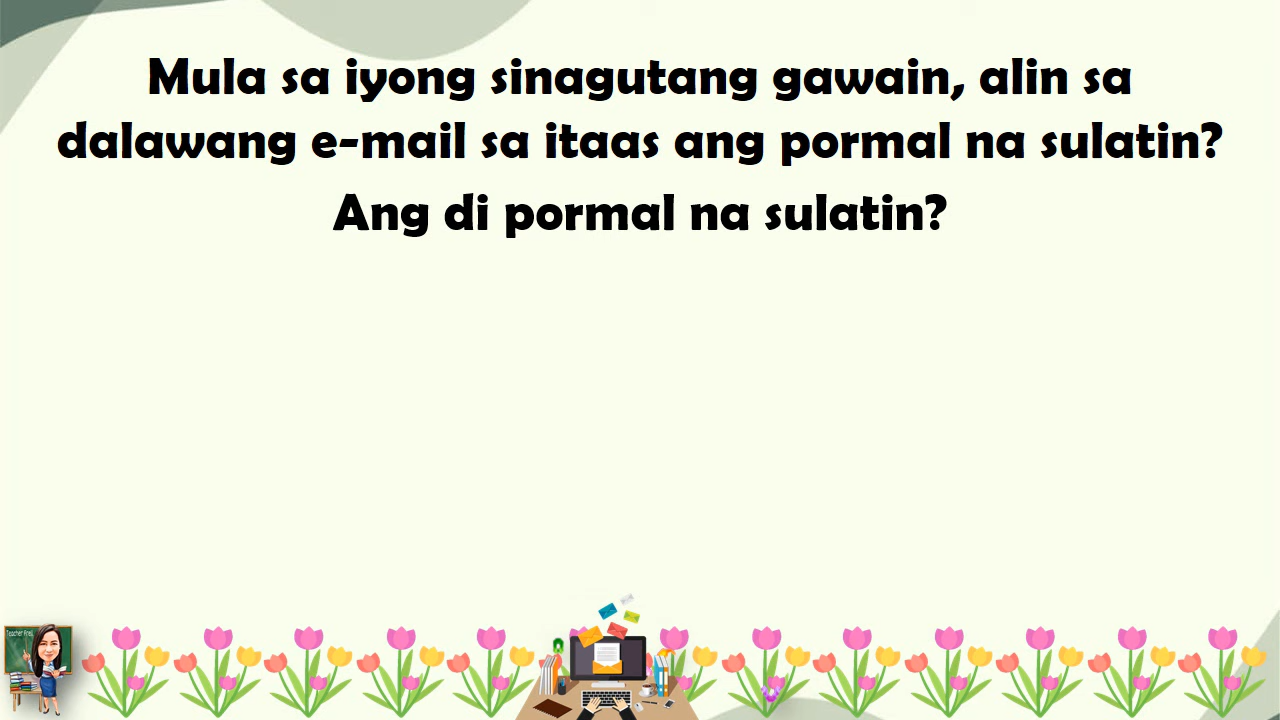 Mula sa iyong sinagutang gawain, alin sa
dalawang e-mail sa itaas ang pormal na sulatin?
Ang di pormal na sulatin?